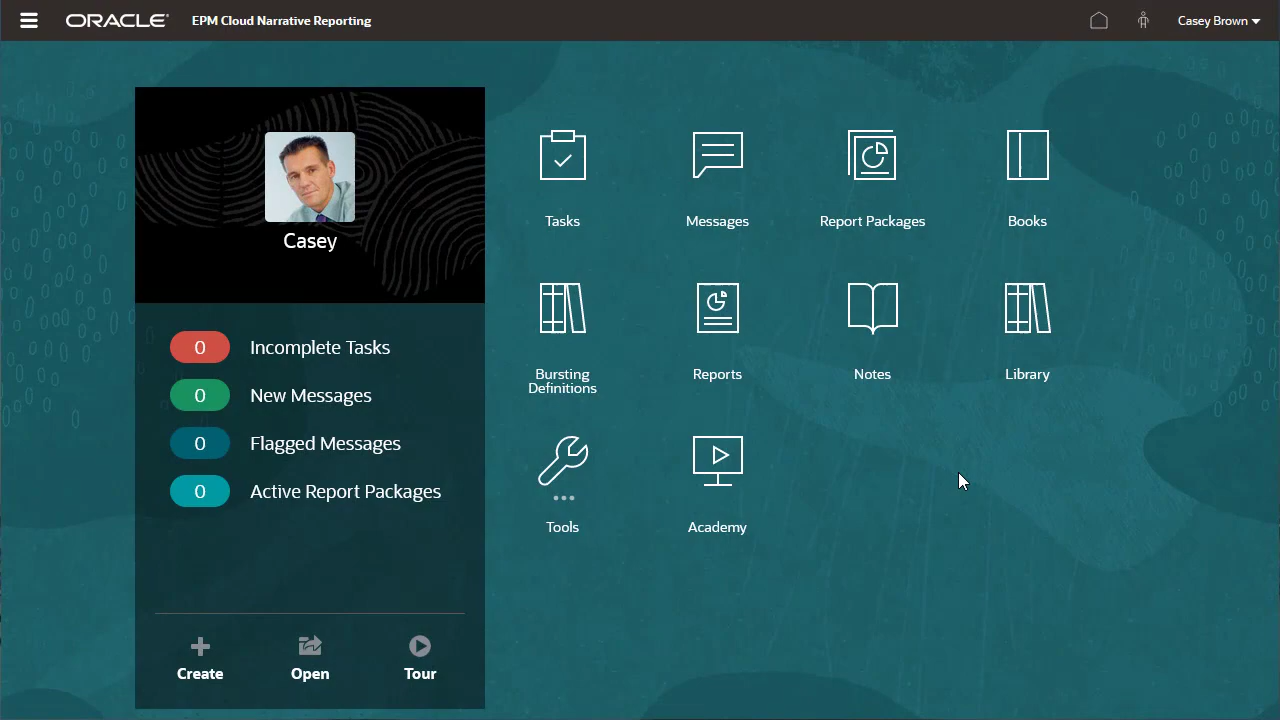 ORACLE EPM Cloud Narrative Reporting
Casey Brown
Casey
0 Incomplete Tasks
0 New Messages
0 Flagged Messages
0 Active Report Packages
Create Open Tour
Tasks Messages Report Packages Books
Bursting
Definitions
Reports Notes Library
Tools Academy